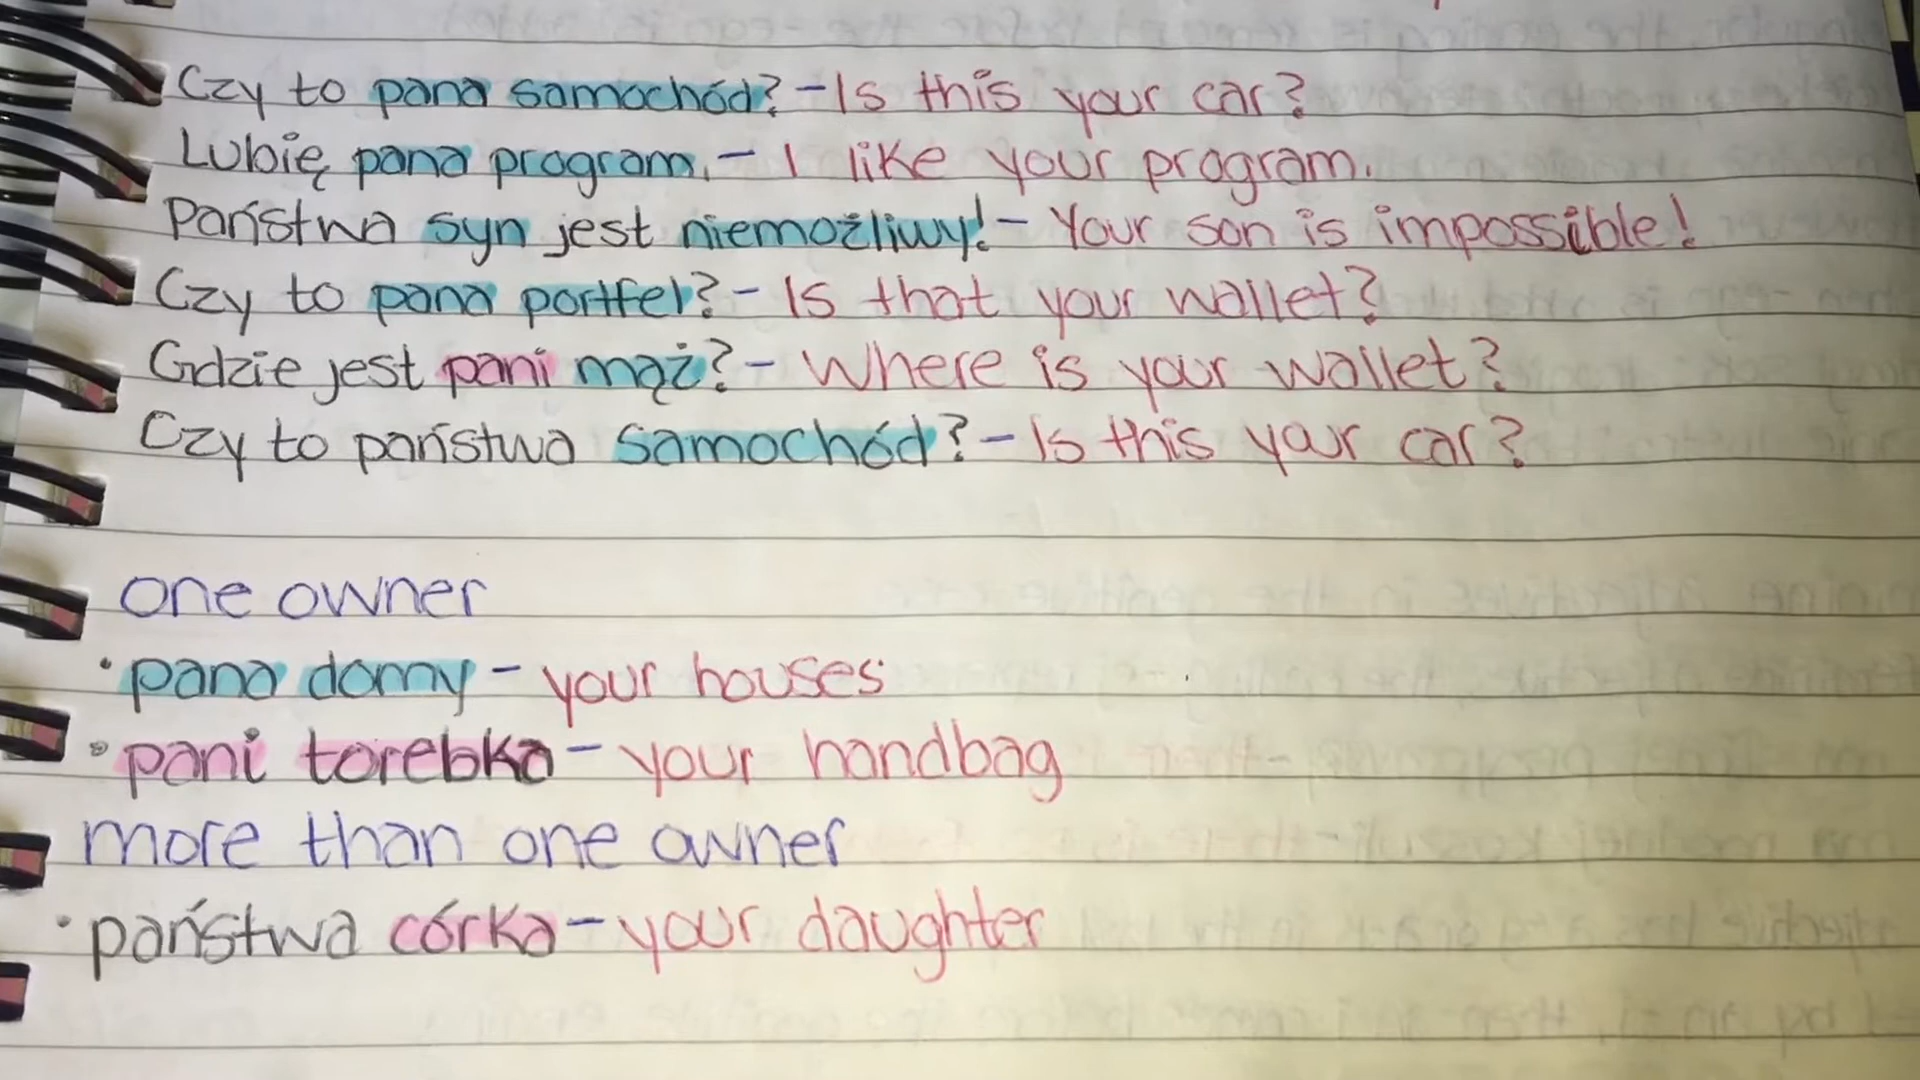 Czy to pana samochód? - Is this your car?
Lubię pana program. - I like your program.
Państwa syn jest niemożliwy! - Your son is impossible!
Czy to pana portfel? - Is that your wallet?
Gdzie jest pani mąż? - Where is your wallet?
Czy to państwa samochód? - Is this your car?
one owner
• pana domy - your houses
• pani torebka - your handbag
more than one owner
• państwa córka - your daughter